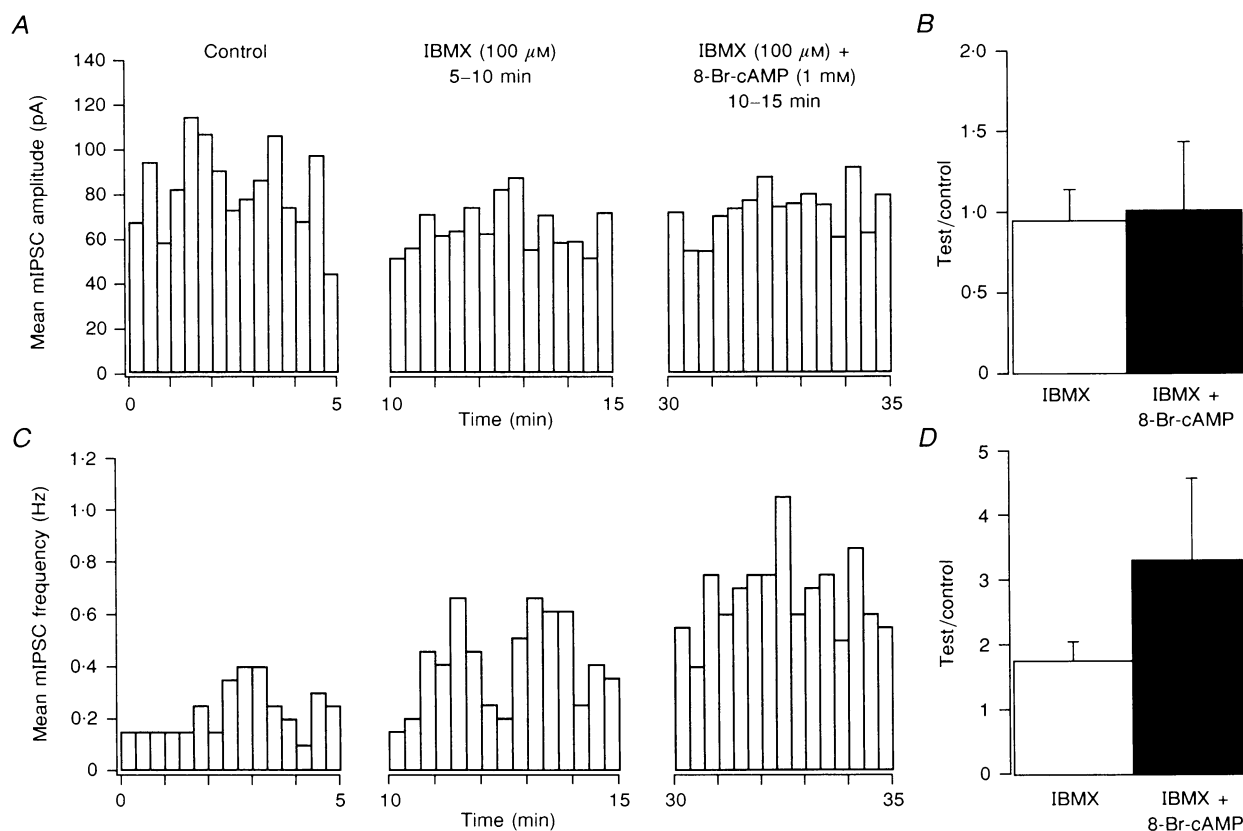 A
Control
IBMX (100 μM)
5–10 min
IBMX (100 μM) +
8-Br-cAMP (1 mM)
10–15 min
Mean mIPSC amplitude (pA)
140
120
100
80
60
40
20
0
0 5
10 15
30 35
Time (min)
B
Test/control
2·0
1·5
1·0
0·5
0
IBMX
IBMX +
8-Br-cAMP
C
Mean mIPSC frequency (Hz)
1·2
1·0
0·8
0·6
0·4
0·2
0
0 5
10 15
30 35
Time (min)
D
Test/control
5
4
3
2
1
0
IBMX
IBMX +
8-Br-cAMP